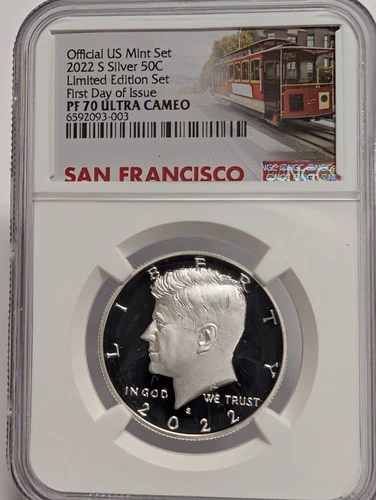 Official US Mint Set
2022 S Silver 50C
Limited Edition Set
First Day of Issue
PF 70 ULTRA CAMEO
6592093-003
SAN FRANCISCO
NGC
LIBERTY
IN GOD WE TRUST
S
2022